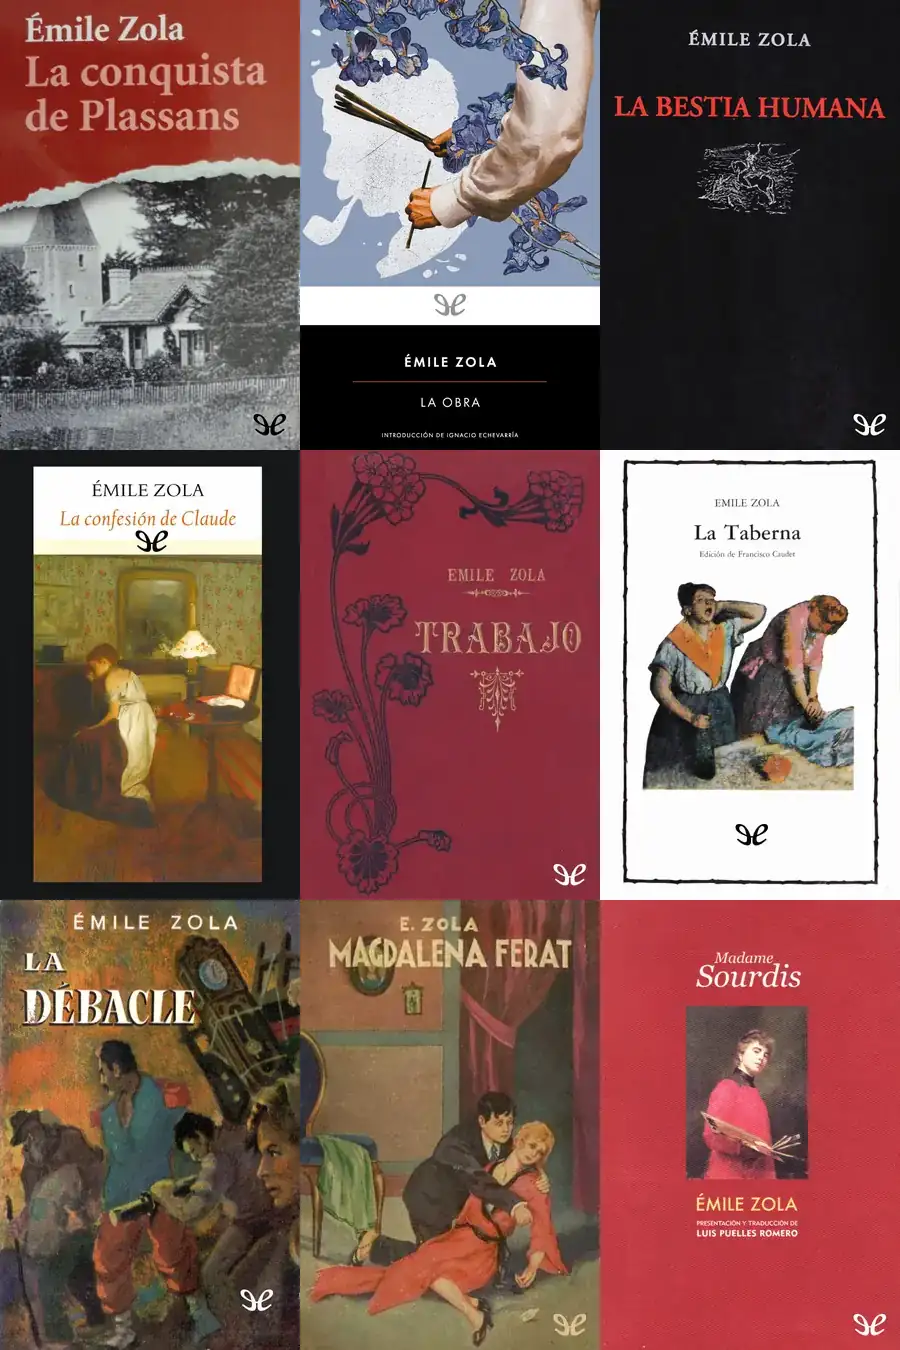 Émile Zola
La conquista
de Plassans
ÉMILE ZOLA
LA OBRA
INTRODUCCIÓN DE IGNACIO ECHEVARRÍA
ÉMILE ZOLA
LA BESTIA HUMANA
ÉMILE ZOLA
La confesión de Claude
EMILE ZOLA
TRABAJO
EMILE ZOLA
La Taberna
Edición de Francisco Caudet
ÉMILE ZOLA
LA
DÉBACLE
E. ZOLA
MAGDALENA FERAT
Madame
Sourdis
ÉMILE ZOLA
PRESENTACIÓN Y TRADUCCIÓN DE
LUIS PUELLES ROMERO